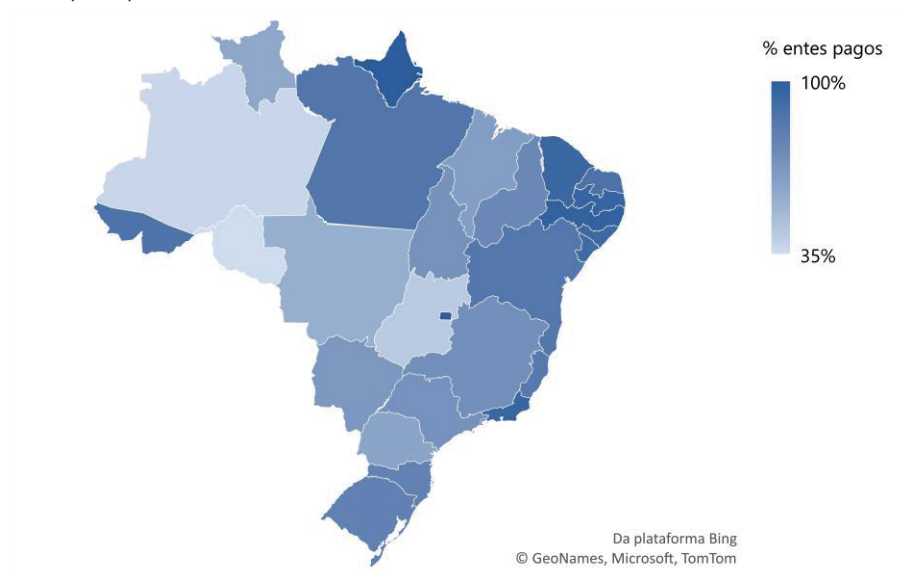 % entes pagos
100%
35%
Da plataforma Bing
© GeoNames, Microsoft, TomTom